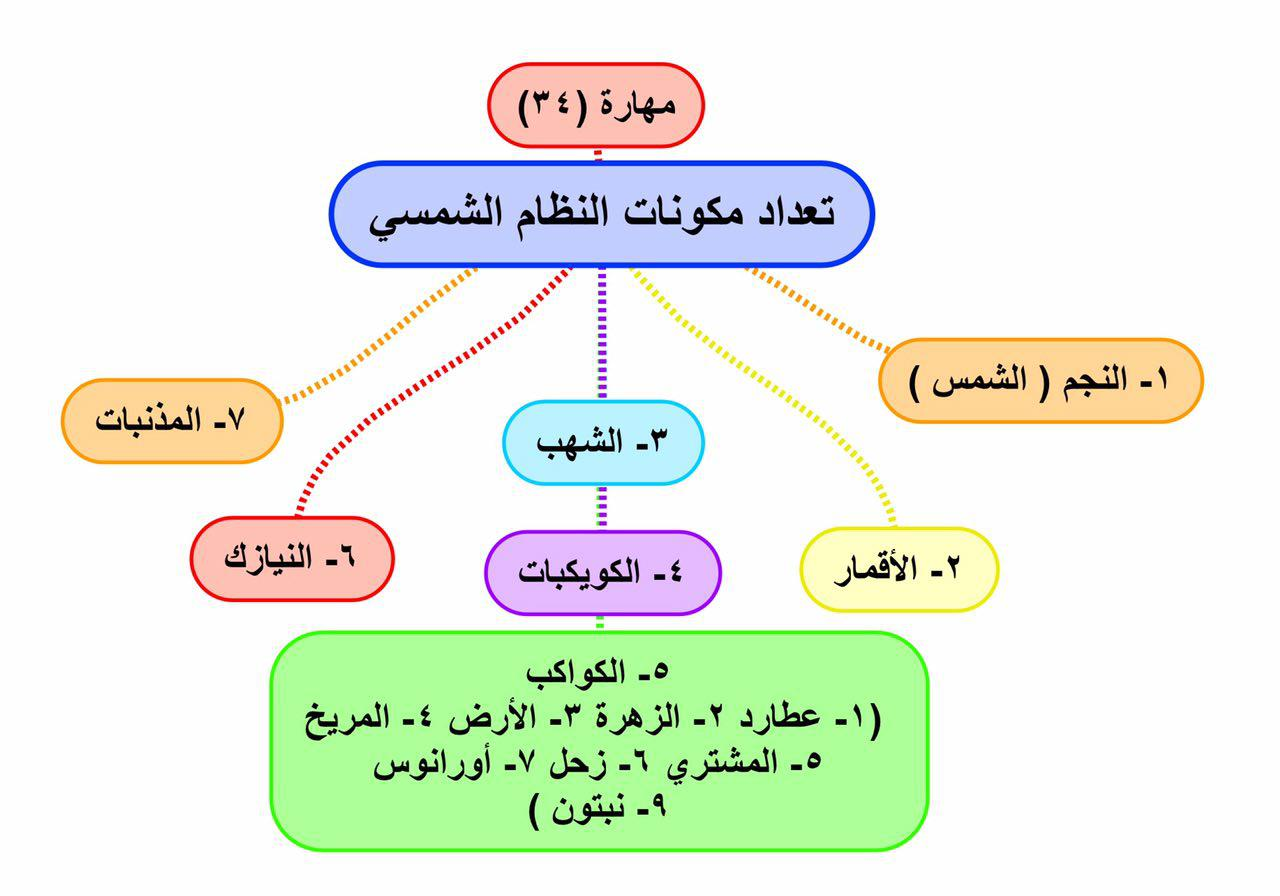 مهارة (٣٤)
تعداد مكونات النظام الشمسي
١- النجم ( الشمس )
٢- الأقمار
٣- الشهب
٤- الكويكبات
٥- الكواكب
(١- عطارد ٢- الزهرة ٣- الأرض ٤- المريخ
٥- المشتري ٦- زحل ٧- أورانوس
٩- نبتون )
٦- النيازك
٧- المذنبات